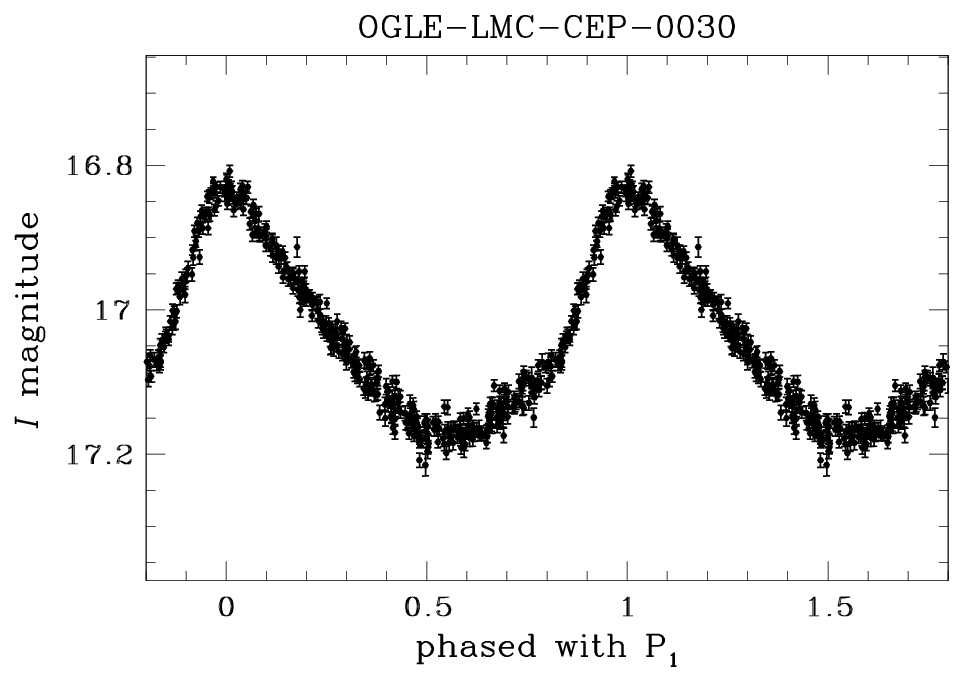 OGLE-LMC-CEP-0030
16.8
17
17.2
I magnitude
0 0.5 1 1.5
phased with P₁